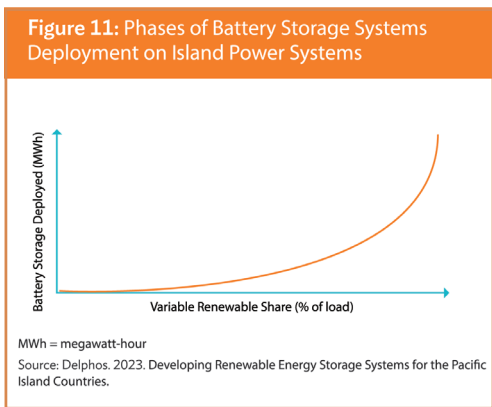 Figure 11: Phases of Battery Storage Systems
Deployment on Island Power Systems
Battery Storage Deployed (MWh)
Variable Renewable Share (% of load)
MWh = megawatt-hour
Source: Delphos. 2023. Developing Renewable Energy Storage Systems for the Pacific
Island Countries.